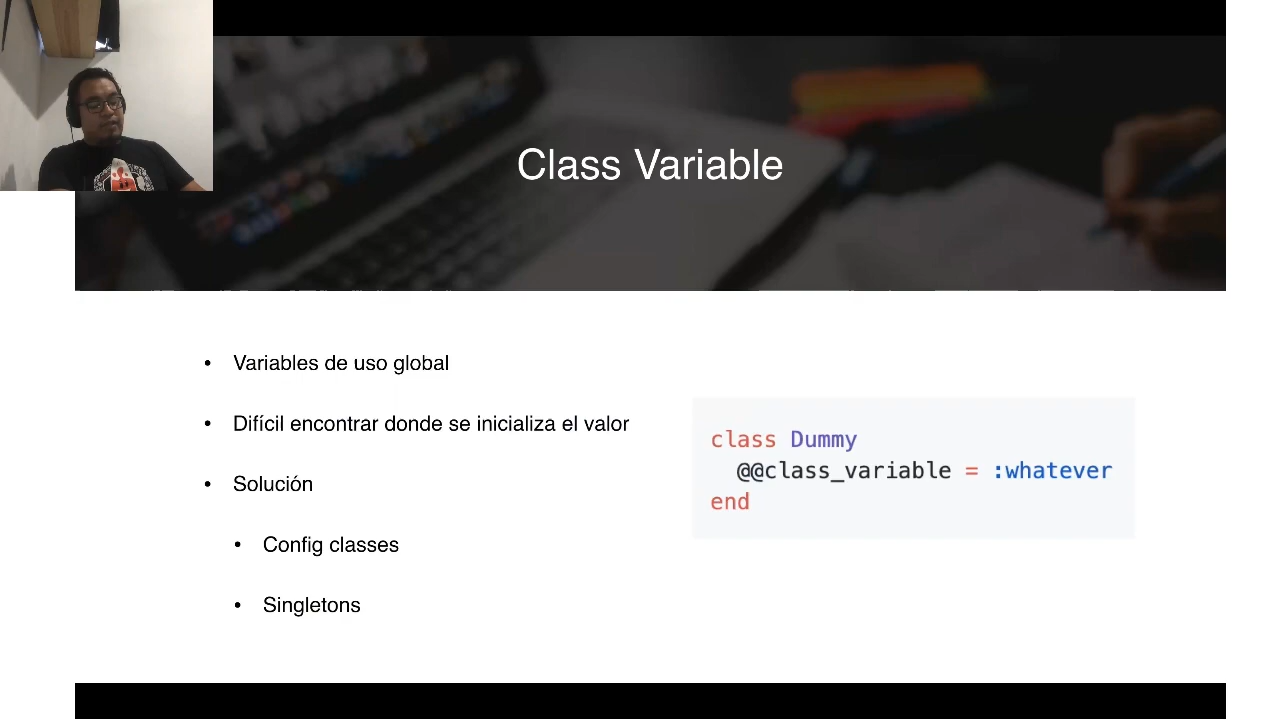 Class Variable
• Variables de uso global
• Difícil encontrar donde se inicializa el valor
• Solución
• Config classes
• Singletons
class Dummy
  @@class_variable = :whatever
end